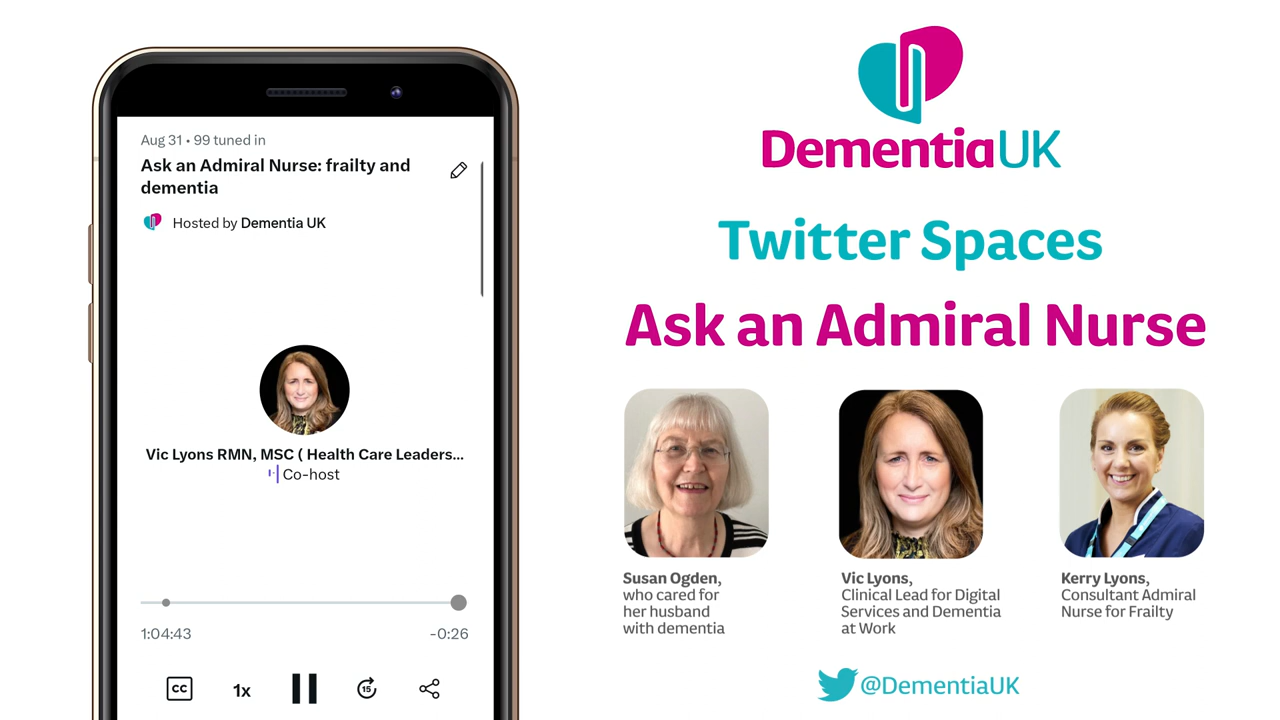 Aug 31 • 99 tuned in
Ask an Admiral Nurse: frailty and
dementia
Hosted by Dementia UK
Vic Lyons RMN, MSC ( Health Care Leaders...
Co-host
1:04:43
-0:26
CC
1x
15
DementiaUK
Twitter Spaces
Ask an Admiral Nurse
Susan Ogden,
who cared for
her husband
with dementia
Vic Lyons,
Clinical Lead for Digital
Services and Dementia
at Work
Kerry Lyons,
Consultant Admiral
Nurse for Frailty
@DementiaUK